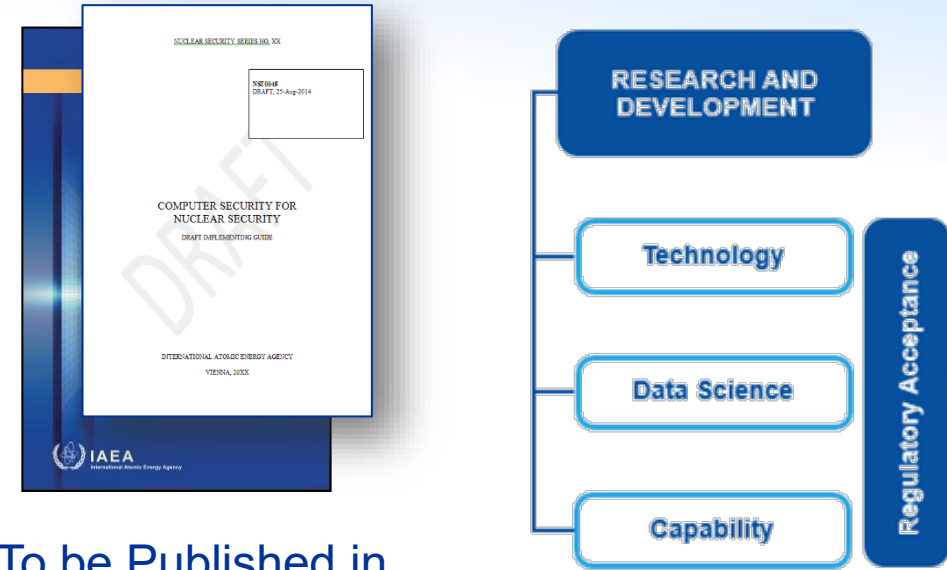 NUCLEAR SECURITY SERIES NO. XX
NST0045
DRAFT, 25-Aug-2014
DRAFT
COMPUTER SECURITY FOR
NUCLEAR SECURITY
DRAFT IMPLEMENTING GUIDE
INTERNATIONAL ATOMIC ENERGY AGENCY
VIENNA, 20XX
IAEA
International Atomic Energy Agency
To be Published in
RESEARCH AND
DEVELOPMENT
Technology
Data Science
Capability
Regulatory Acceptance